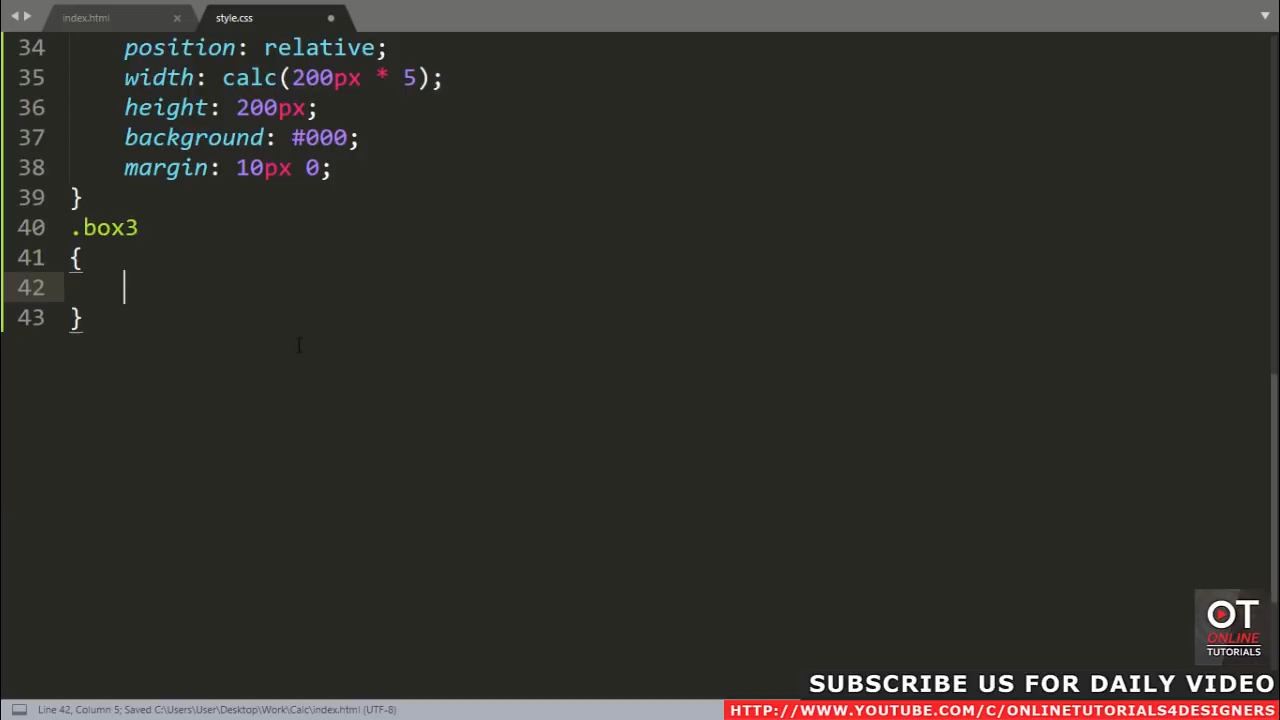 index.html × style.css
34 position: relative;
35 width: calc(200px * 5);
36 height: 200px;
37 background: #000;
38 margin: 10px 0;
39 }
40 .box3
41 {
42
43 }
OT
ONLINE
TUTORIALS
SUBSCRIBE US FOR DAILY VIDEO
Line 42, Column 5; Saved C:\Users\User\Desktop\Work\Calc\index.html (UTF-8)
HTTP://WWW.YOUTUBE.COM/C/ONLINETUTORIALS4DESIGNERS